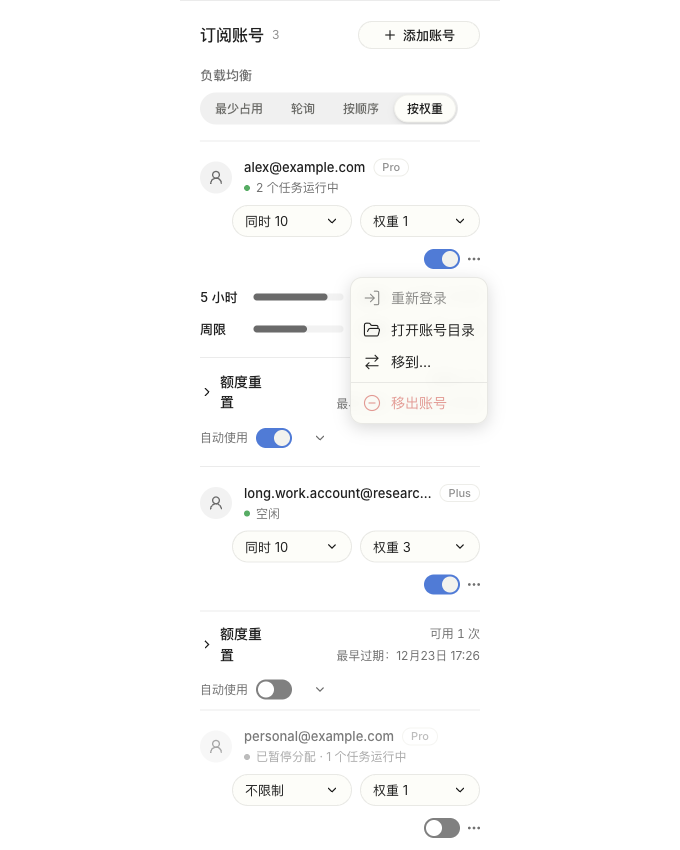 订阅账号 3
添加账号
负载均衡
最少占用 轮询 按顺序 按权重
alex@example.com Pro
2 个任务运行中
同时 10 权重 1
5 小时
周限
重新登录
打开账号目录
移到...
移出账号
额度重
置
自动使用
long.work.account@researc... Plus
空闲
同时 10 权重 3
额度重
置
可用 1 次
最早过期：12月23日 17:26
自动使用
personal@example.com Pro
已暂停分配 · 1 个任务运行中
不限制 权重 1